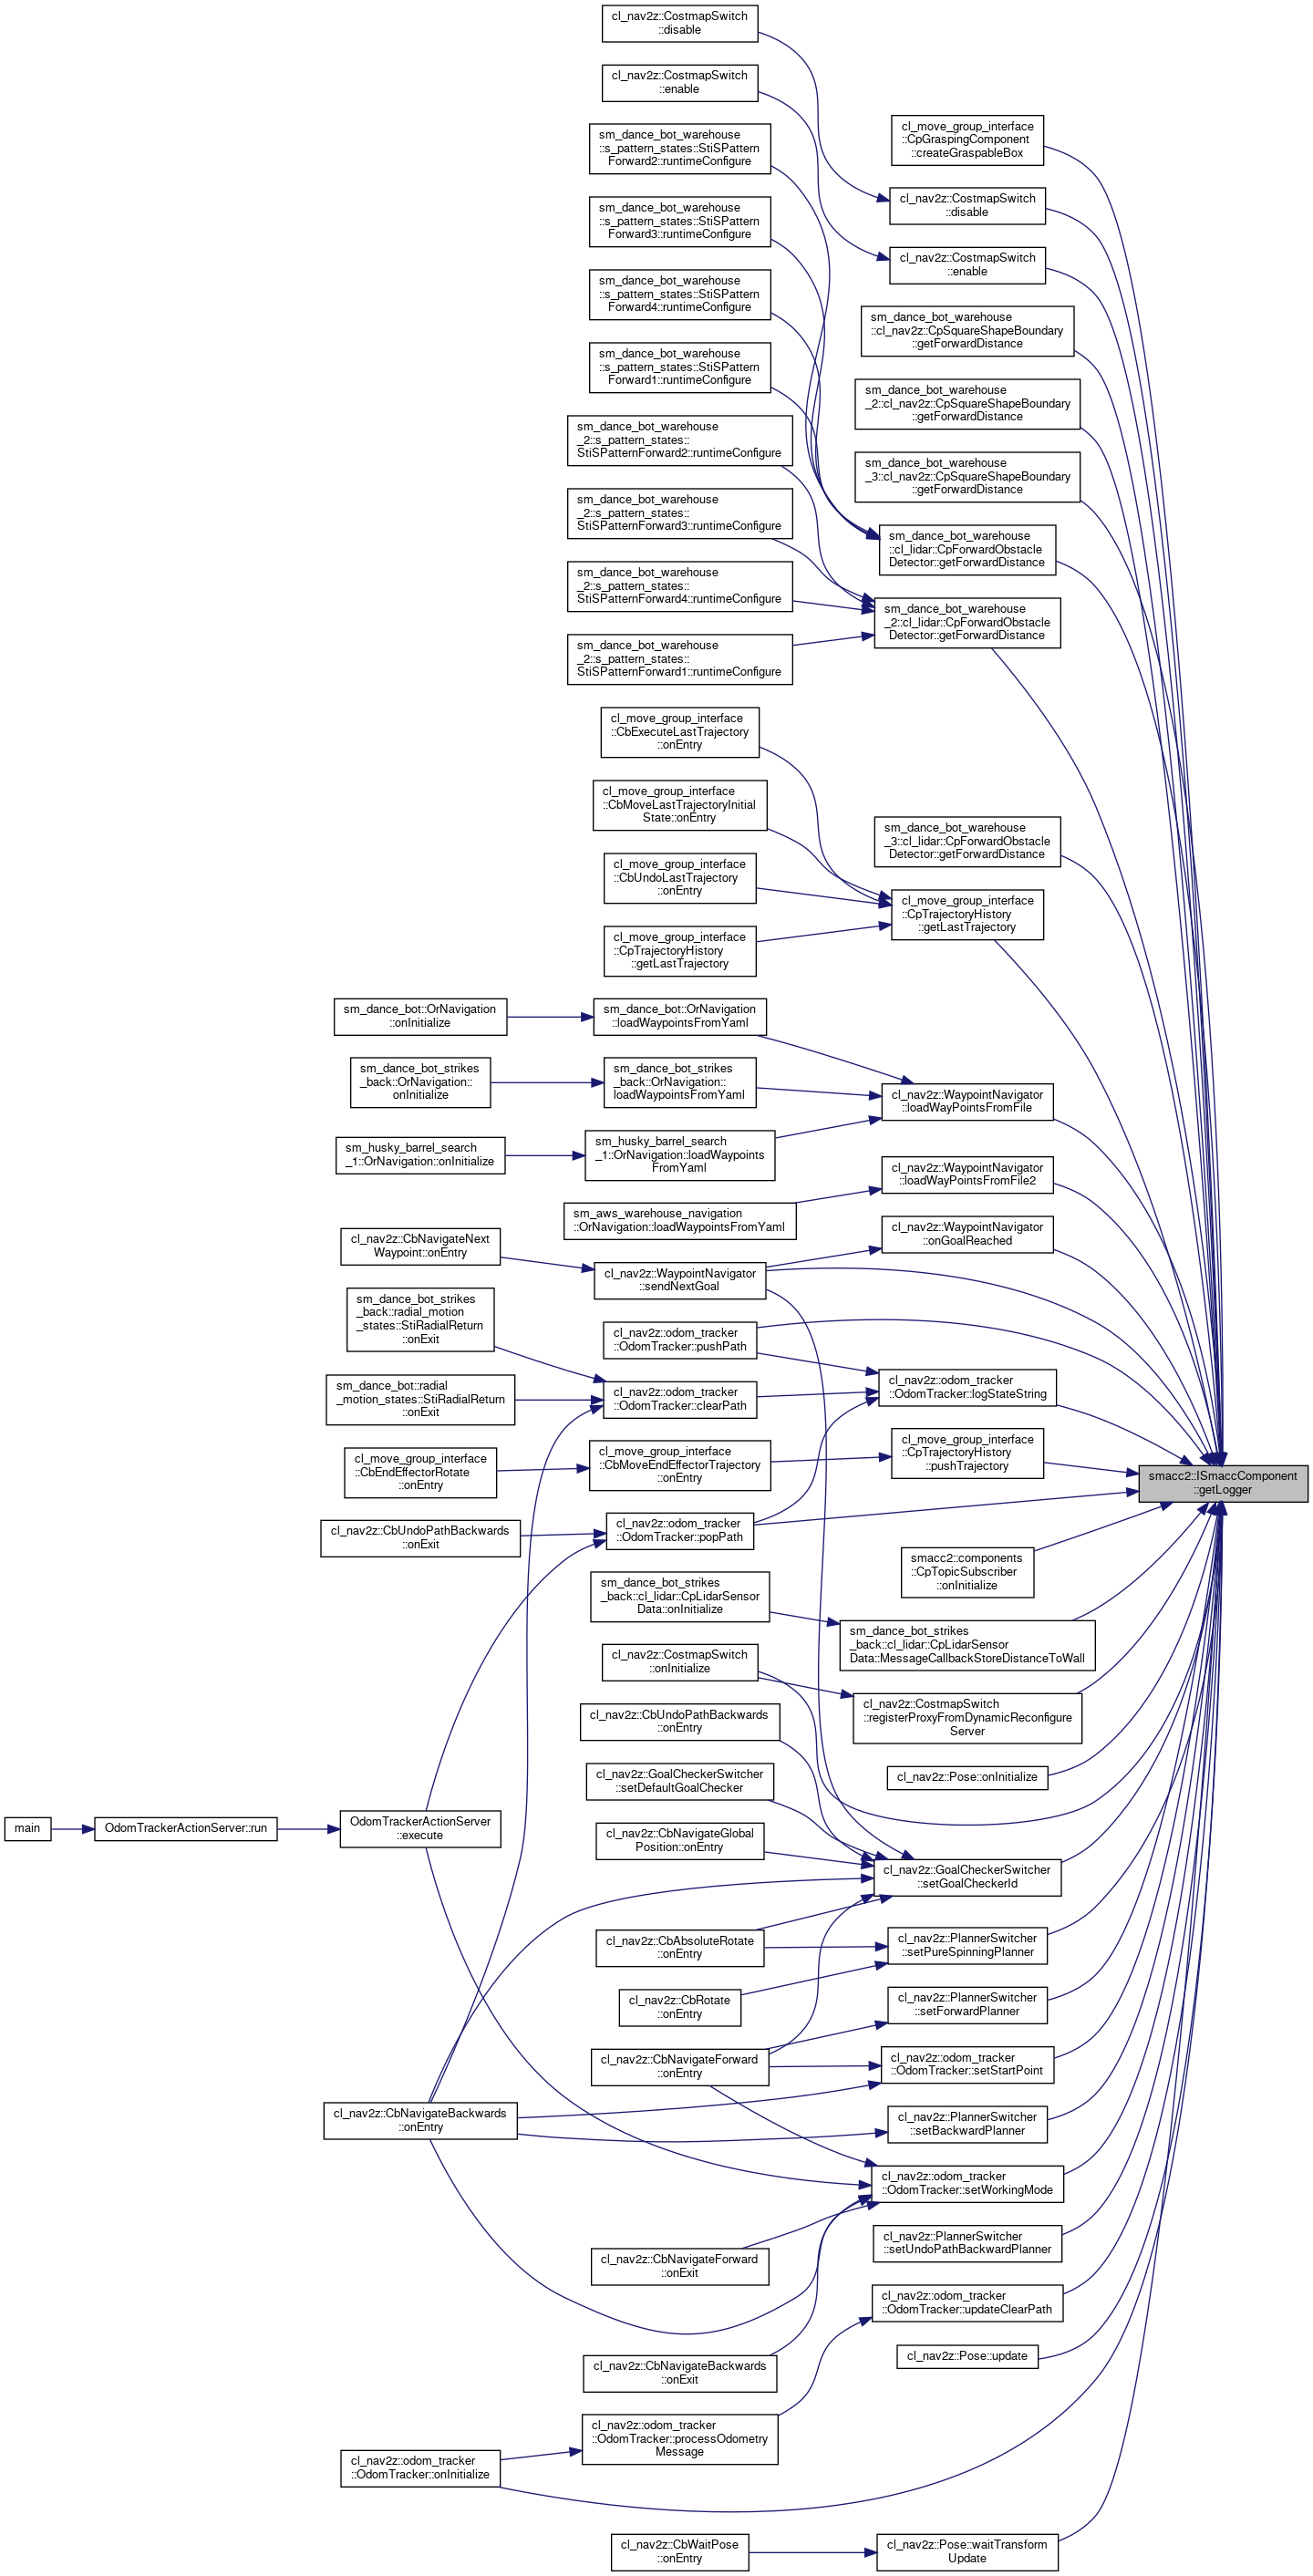 cl_nav2z::CostmapSwitch
::disable
cl_nav2z::CostmapSwitch
::enable
sm_dance_bot_warehouse
::s_pattern_states::StiSPattern
Forward2::runtimeConfigure
sm_dance_bot_warehouse
::s_pattern_states::StiSPattern
Forward3::runtimeConfigure
sm_dance_bot_warehouse
::s_pattern_states::StiSPattern
Forward4::runtimeConfigure
sm_dance_bot_warehouse
::s_pattern_states::StiSPattern
Forward1::runtimeConfigure
sm_dance_bot_warehouse
_2::s_pattern_states::
StiSPatternForward2::runtimeConfigure
sm_dance_bot_warehouse
_2::s_pattern_states::
StiSPatternForward3::runtimeConfigure
sm_dance_bot_warehouse
_2::s_pattern_states::
StiSPatternForward4::runtimeConfigure
sm_dance_bot_warehouse
_2::s_pattern_states::
StiSPatternForward1::runtimeConfigure
cl_move_group_interface
::CbExecuteLastTrajectory
::onEntry
cl_move_group_interface
::CbMoveLastTrajectoryInitial
State::onEntry
cl_move_group_interface
::CbUndoLastTrajectory
::onEntry
cl_move_group_interface
::CpTrajectoryHistory
::getLastTrajectory
cl_move_group_interface
::CpGraspingComponent
::createGraspableBox
cl_nav2z::CostmapSwitch
::disable
cl_nav2z::CostmapSwitch
::enable
sm_dance_bot_warehouse
::cl_nav2z::CpSquareShapeBoundary
::getForwardDistance
sm_dance_bot_warehouse
_2::cl_nav2z::CpSquareShapeBoundary
::getForwardDistance
sm_dance_bot_warehouse
_3::cl_nav2z::CpSquareShapeBoundary
::getForwardDistance
sm_dance_bot_warehouse
::cl_lidar::CpForwardObstacle
Detector::getForwardDistance
sm_dance_bot_warehouse
_2::cl_lidar::CpForwardObstacle
Detector::getForwardDistance
sm_dance_bot_warehouse
_3::cl_lidar::CpForwardObstacle
Detector::getForwardDistance
cl_move_group_interface
::CpTrajectoryHistory
::getLastTrajectory
sm_dance_bot::OrNavigation
::onInitialize
sm_dance_bot::OrNavigation
::loadWaypointsFromYaml
sm_dance_bot_strikes
_back::OrNavigation::
onInitialize
sm_dance_bot_strikes
_back::OrNavigation::
loadWaypointsFromYaml
cl_nav2z::WaypointNavigator
::loadWayPointsFromFile
sm_husky_barrel_search
_1::OrNavigation::onInitialize
sm_husky_barrel_search
_1::OrNavigation::loadWaypoints
FromYaml
cl_nav2z::WaypointNavigator
::loadWayPointsFromFile2
sm_aws_warehouse_navigation
::OrNavigation::loadWaypointsFromYaml
cl_nav2z::WaypointNavigator
::onGoalReached
cl_nav2z::CbNavigateNext
Waypoint::onEntry
cl_nav2z::WaypointNavigator
::sendNextGoal
sm_dance_bot_strikes
_back::radial_motion
_states::StiRadialReturn
::onExit
cl_nav2z::odom_tracker
::OdomTracker::pushPath
cl_nav2z::odom_tracker
::OdomTracker::logStateString
sm_dance_bot::radial
_motion_states::StiRadialReturn
::onExit
cl_nav2z::odom_tracker
::OdomTracker::clearPath
cl_move_group_interface
::CpTrajectoryHistory
::pushTrajectory
cl_move_group_interface
::CbEndEffectorRotate
::onEntry
cl_move_group_interface
::CbMoveEndEffectorTrajectory
::onEntry
smacc2::ISmaccComponent
::getLogger
cl_nav2z::CbUndoPathBackwards
::onExit
cl_nav2z::odom_tracker
::OdomTracker::popPath
smacc2::components
::CpTopicSubscriber
::onInitialize
sm_dance_bot_strikes
_back::cl_lidar::CpLidarSensor
Data::onInitialize
sm_dance_bot_strikes
_back::cl_lidar::CpLidarSensor
Data::MessageCallbackStoreDistanceToWall
cl_nav2z::CostmapSwitch
::onInitialize
cl_nav2z::CostmapSwitch
::registerProxyFromDynamicReconfigure
Server
cl_nav2z::CbUndoPathBackwards
::onEntry
cl_nav2z::Pose::onInitialize
cl_nav2z::GoalCheckerSwitcher
::setDefaultGoalChecker
main
OdomTrackerActionServer::run
OdomTrackerActionServer
::execute
cl_nav2z::CbNavigateGlobal
Position::onEntry
cl_nav2z::GoalCheckerSwitcher
::setGoalCheckerId
cl_nav2z::CbAbsoluteRotate
::onEntry
cl_nav2z::PlannerSwitcher
::setPureSpinningPlanner
cl_nav2z::CbRotate
::onEntry
cl_nav2z::PlannerSwitcher
::setForwardPlanner
cl_nav2z::CbNavigateForward
::onEntry
cl_nav2z::odom_tracker
::OdomTracker::setStartPoint
cl_nav2z::CbNavigateBackwards
::onEntry
cl_nav2z::PlannerSwitcher
::setBackwardPlanner
cl_nav2z::odom_tracker
::OdomTracker::setWorkingMode
cl_nav2z::PlannerSwitcher
::setUndoPathBackwardPlanner
cl_nav2z::CbNavigateForward
::onExit
cl_nav2z::odom_tracker
::OdomTracker::updateClearPath
cl_nav2z::Pose::update
cl_nav2z::CbNavigateBackwards
::onExit
cl_nav2z::odom_tracker
::OdomTracker::processOdometry
Message
cl_nav2z::odom_tracker
::OdomTracker::onInitialize
cl_nav2z::CbWaitPose
::onEntry
cl_nav2z::Pose::waitTransform
Update